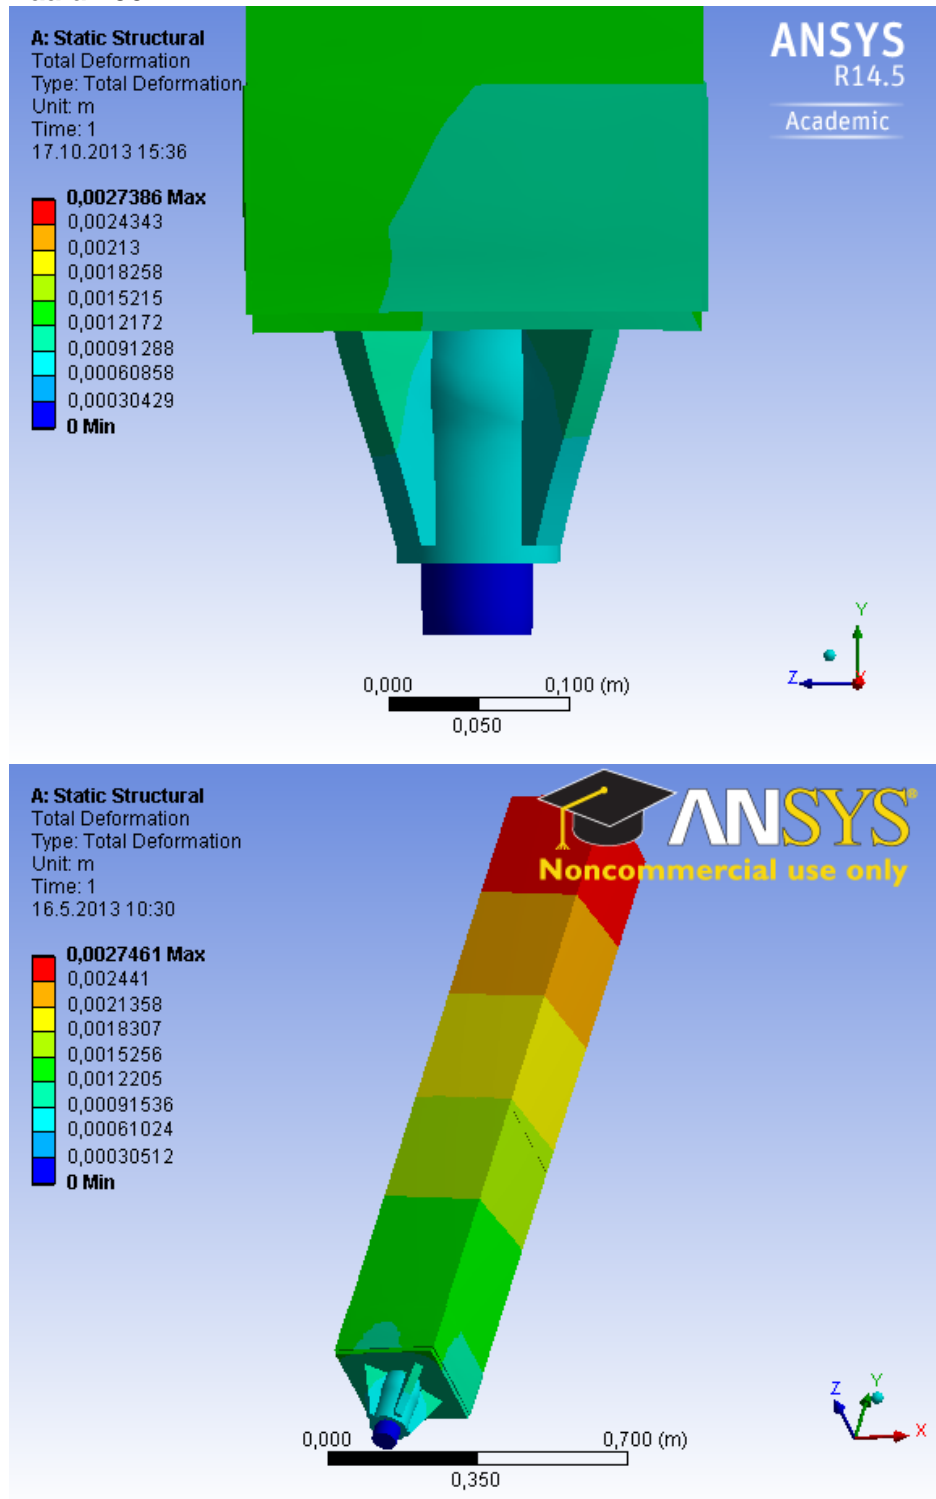 A: Static Structural
Total Deformation
Type: Total Deformation
Unit: m
Time: 1
17.10.2013 15:36
ANSYS
R14.5
Academic
0,0027386 Max
0,0024343
0,00213
0,0018258
0,0015215
0,0012172
0,00091288
0,00060858
0,00030429
0 Min
Y
Z
0,000
0,100 (m)
0,050
A: Static Structural
Total Deformation
Type: Total Deformation
Unit: m
Time: 1
16.5.2013 10:30
ANSYS®
Noncommercial use only
0,0027461 Max
0,002441
0,0021358
0,0018307
0,0015256
0,0012205
0,00091536
0,00061024
0,00030512
0 Min
Z
Y
X
0,000
0,700 (m)
0,350